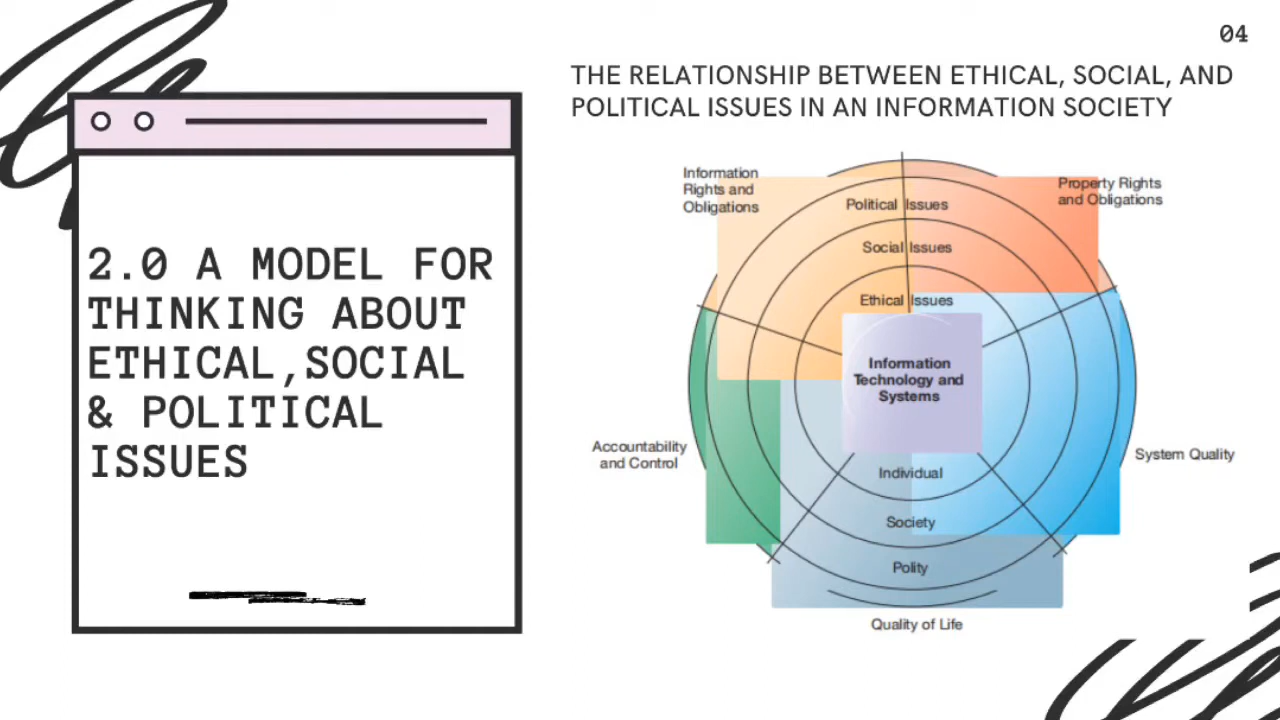 04
THE RELATIONSHIP BETWEEN ETHICAL, SOCIAL, AND
POLITICAL ISSUES IN AN INFORMATION SOCIETY
2.0 A MODEL FOR
THINKING ABOUT
ETHICAL,SOCIAL
& POLITICAL
ISSUES
Information
Rights and
Obligations
Property Rights
and Obligations
Political Issues
Social Issues
Ethical Issues
Information
Technology and
Systems
Accountability
and Control
System Quality
Individual
Society
Polity
Quality of Life